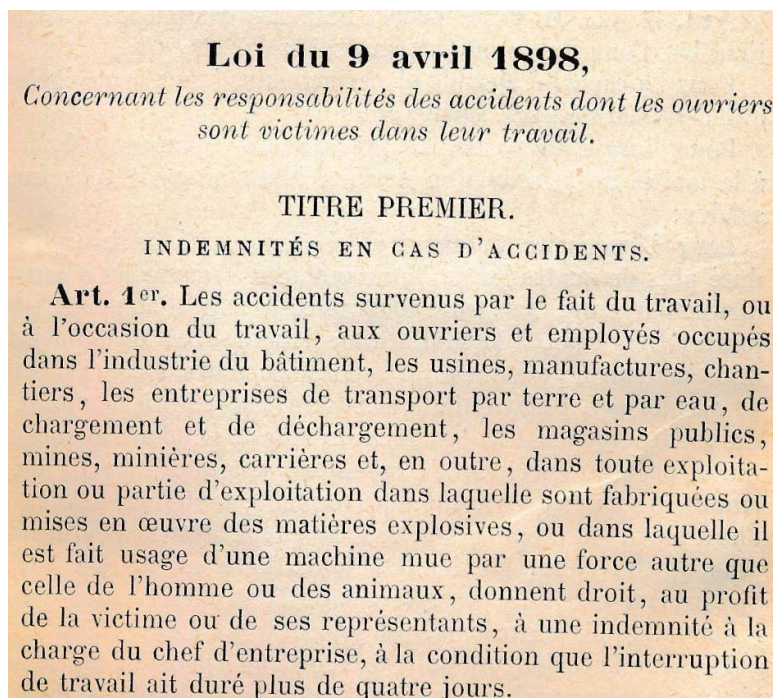 Loi du 9 avril 1898,
Concernant les responsabilités des accidents dont les ouvriers
sont victimes dans leur travail.
TITRE PREMIER.
INDEMNITÉS EN CAS D'ACCIDENTS.
Art. 1er. Les accidents survenus par le fait du travail, ou
à l'occasion du travail, aux ouvriers et employés occupés
dans l'industrie du bâtiment, les usines, manufactures, chan-
tiers, les entreprises de transport par terre et par eau, de
chargement et de déchargement, les magasins publics,
mines, minières, carrières et, en outre, dans toute exploita-
tion ou partie d'exploitation dans laquelle sont fabriquées ou
mises en œuvre des matières explosives, ou dans laquelle il
est fait usage d'une machine mue par une force autre que
celle de l'homme ou des animaux, donnent droit, au profit
de la victime ou de ses représentants, à une indemnité à la
charge du chef d'entreprise, à la condition que l'interruption
de travail ait duré plus de quatre jours.